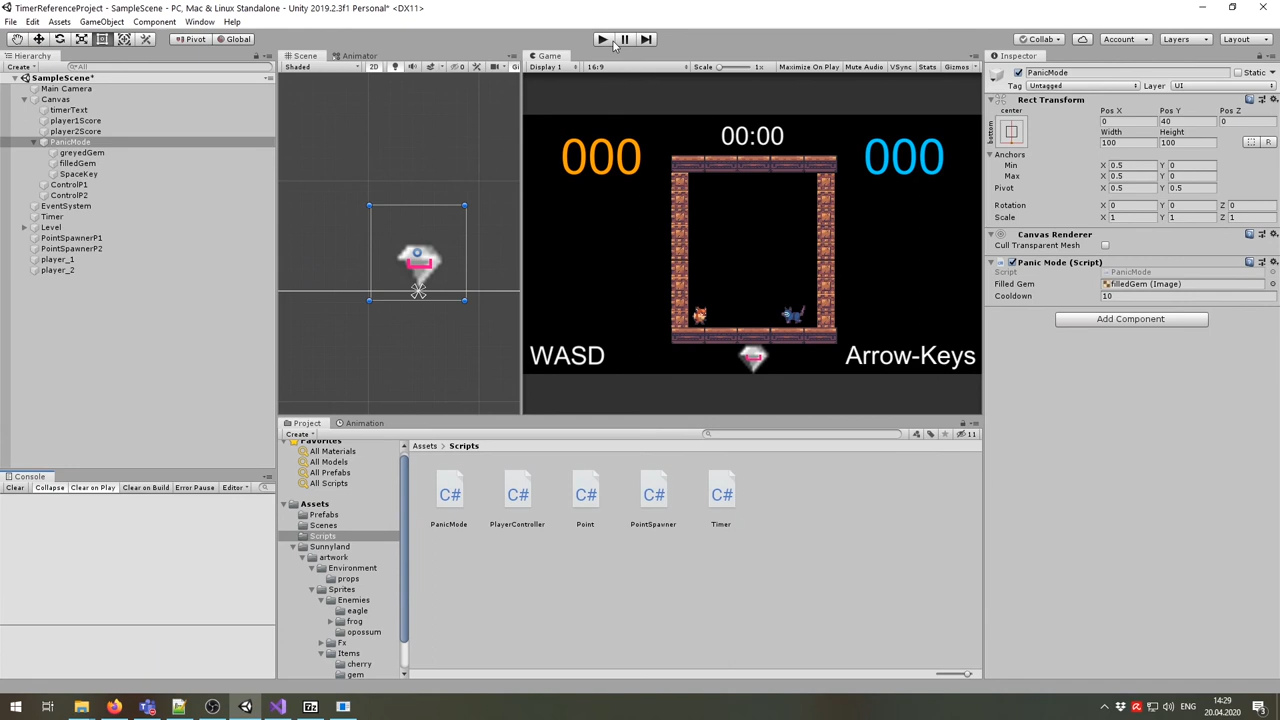 TimerReferenceProject - SampleScene - PC, Mac & Linux Standalone - Unity 2019.2.3f1 Personal* <DX11>
File Edit Assets GameObject Component Window Help
Pivot Global Collab Account Layers Layout
Hierarchy
Create All
SampleScene*
Main Camera
Canvas
timerText
player1Score
player2Score
PanicMode
greyedGem
filledGem
SpaceKey
ControlP1
ControlP2
EventSystem
Timer
Level
PointSpawnerP1
PointSpawnerP2
player_1
player_2
Scene Animator
Shaded 2D 0 Gi
Game
Display 1 16:9 Scale 1x Maximize On Play Mute Audio VSync Stats Gizmos
000 00:00 000
WASD Arrow-Keys
Inspector
PanicMode Static
Tag Untagged Layer UI
Rect Transform
center Pos X Pos Y Pos Z
bottom 0 40 0
Width Height
100 100 R
Anchors
Min X 0.5 Y 0
Max X 0.5 Y 0
Pivot X 0.5 Y 0.5
Rotation X 0 Y 0 Z 0
Scale X 1 Y 1 Z 1
Canvas Renderer
Cull Transparent Mesh
Panic Mode (Script)
Script PanicMode
Filled Gem filledGem (Image)
Cooldown 10
Add Component
Console
Clear Collapse Clear on Play Clear on Build Error Pause Editor
Project Animation
Create 11
Favorites
All Materials
All Models
All Prefabs
All Scripts
Assets
Prefabs
Scenes
Scripts
Sunnyland
artwork
Environment
props
Sprites
Enemies
eagle
frog
opossum
Fx
Items
cherry
gem
Assets > Scripts
C# C# C# C# C#
PanicMode PlayerController Point PointSpawner Timer
14:29
20.04.2020